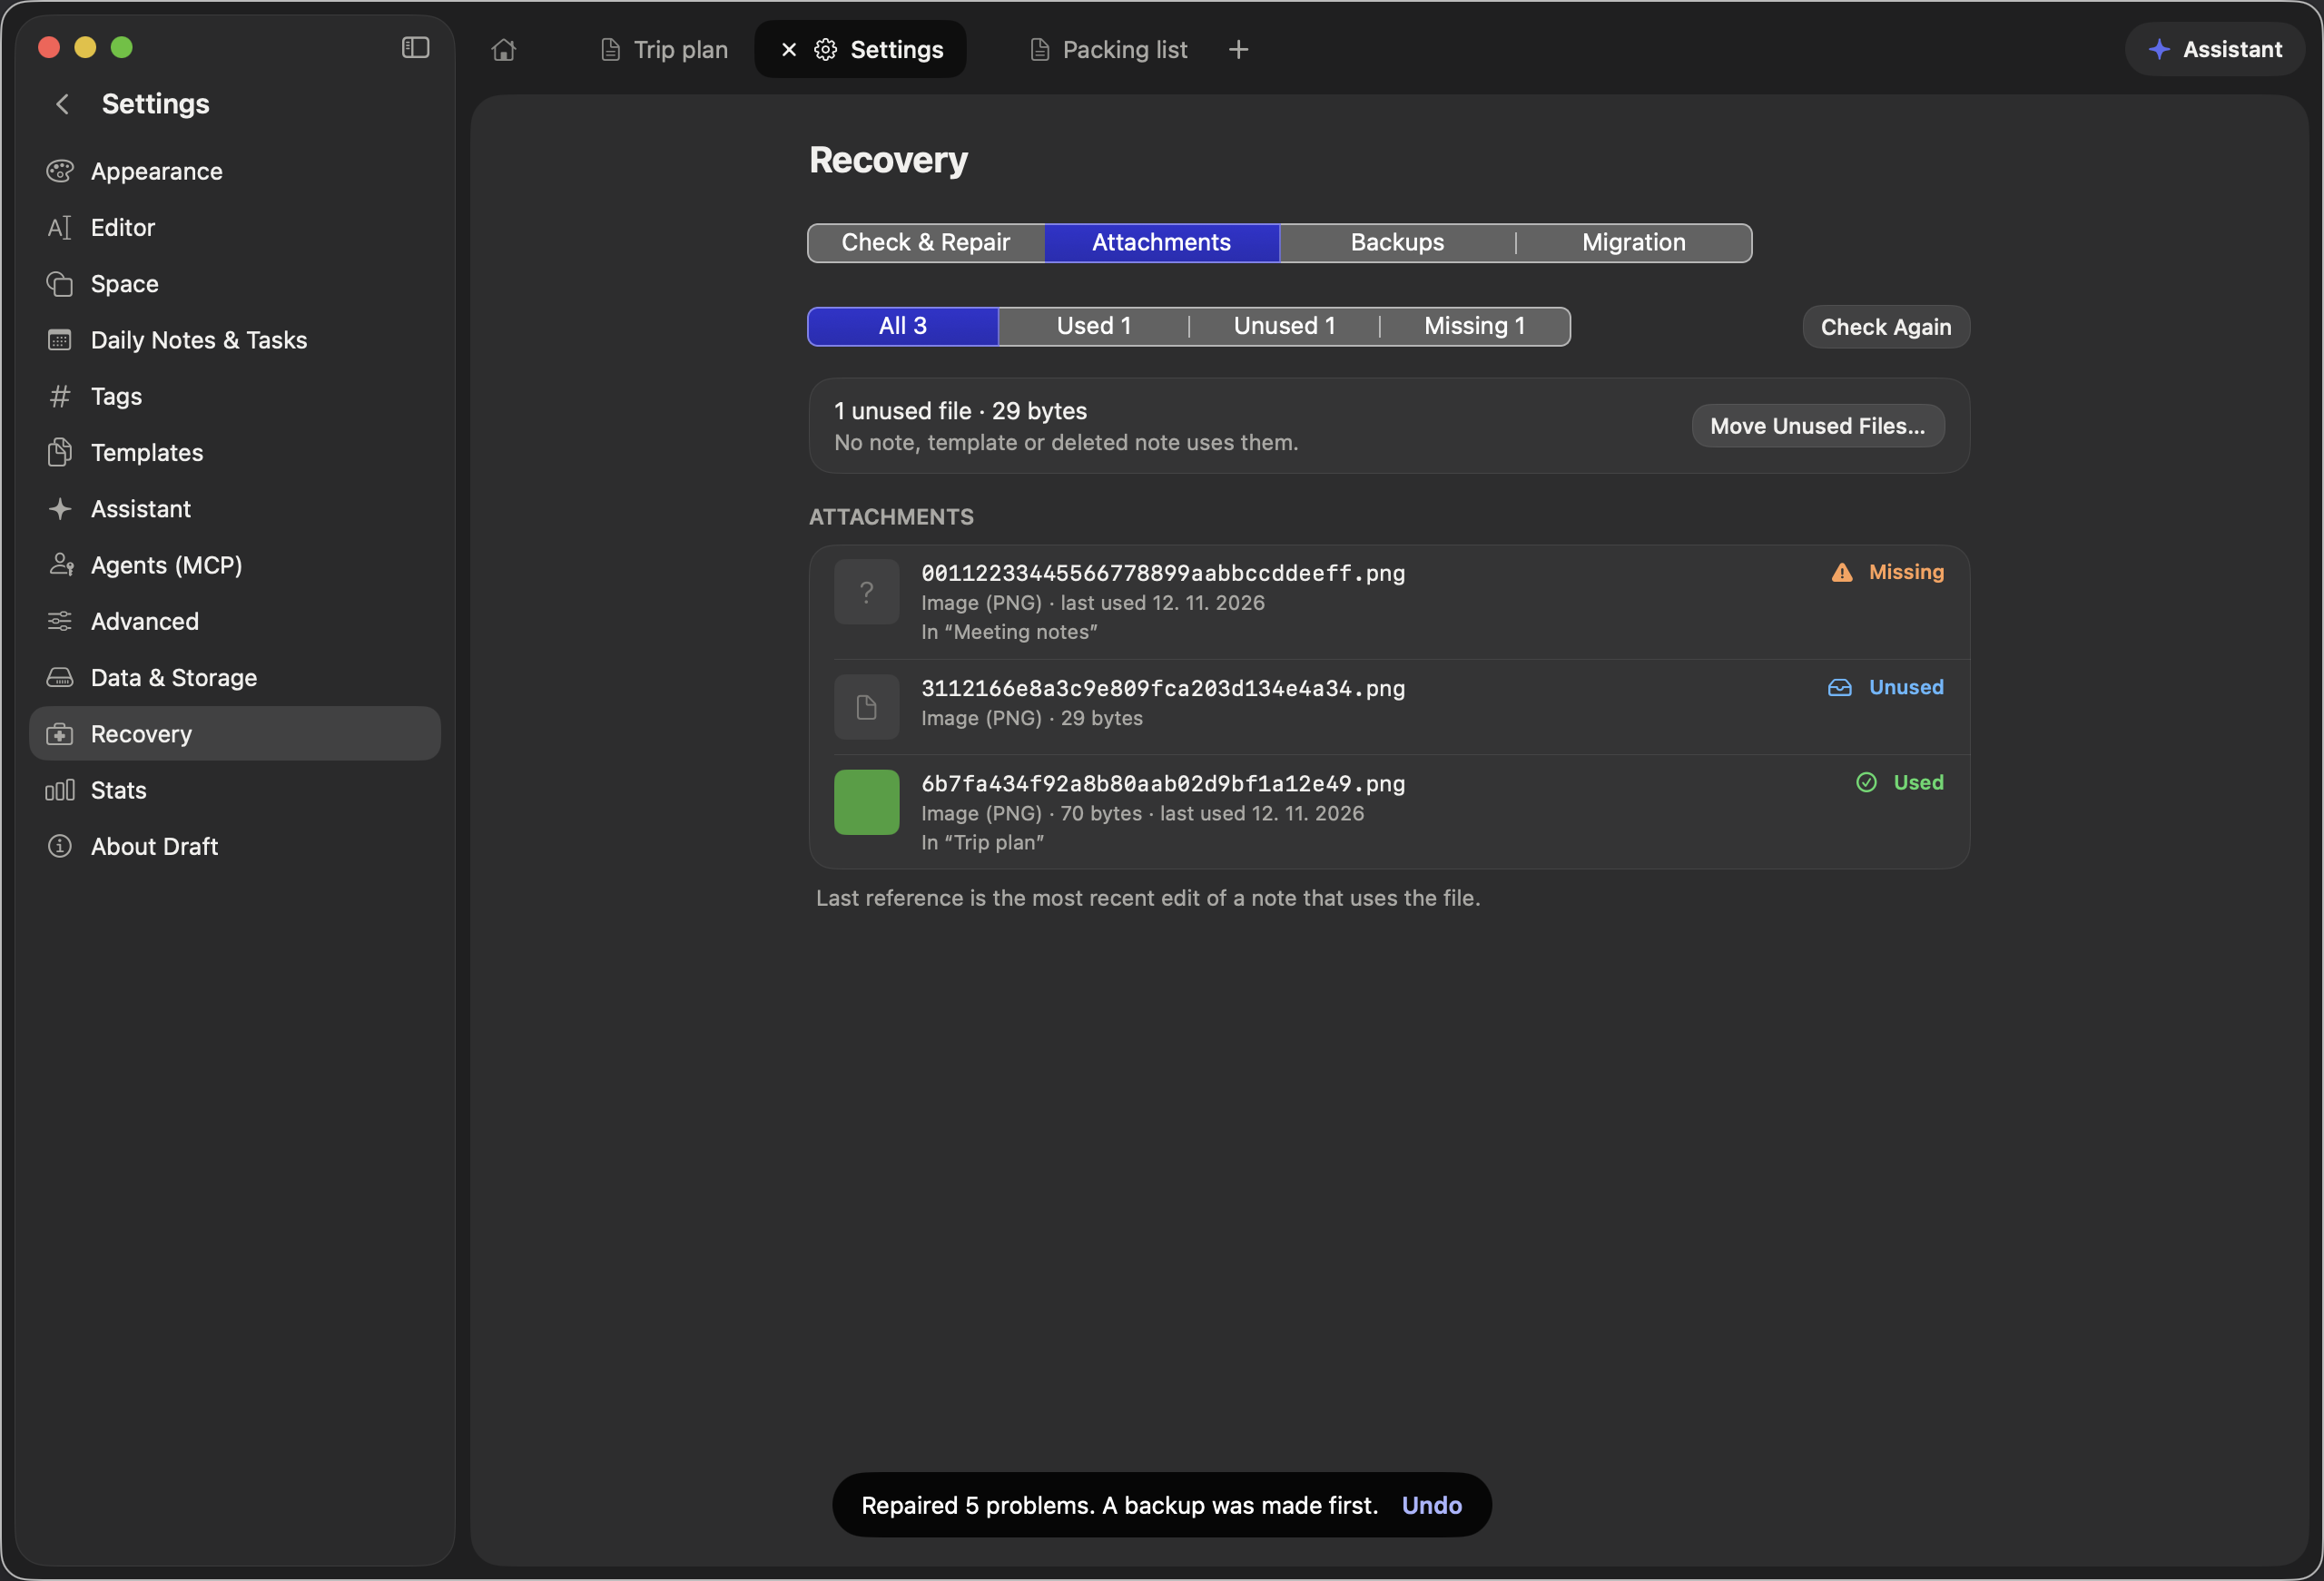 Trip plan
Settings
Packing list
Assistant
Settings
Appearance
Editor
Space
Daily Notes & Tasks
Tags
Templates
Assistant
Agents (MCP)
Advanced
Data & Storage
Recovery
Stats
About Draft
Recovery
Check & Repair
Attachments
Backups
Migration
All 3
Used 1
Unused 1
Missing 1
Check Again
1 unused file · 29 bytes
No note, template or deleted note uses them.
Move Unused Files...
ATTACHMENTS
00112233445566778899aabbccddeeff.png
Missing
Image (PNG) · last used 12. 11. 2026
In “Meeting notes”
3112166e8a3c9e809fca203d134e4a34.png
Unused
Image (PNG) · 29 bytes
6b7fa434f92a8b80aab02d9bf1a12e49.png
Used
Image (PNG) · 70 bytes · last used 12. 11. 2026
In “Trip plan”
Last reference is the most recent edit of a note that uses the file.
Repaired 5 problems. A backup was made first.
Undo